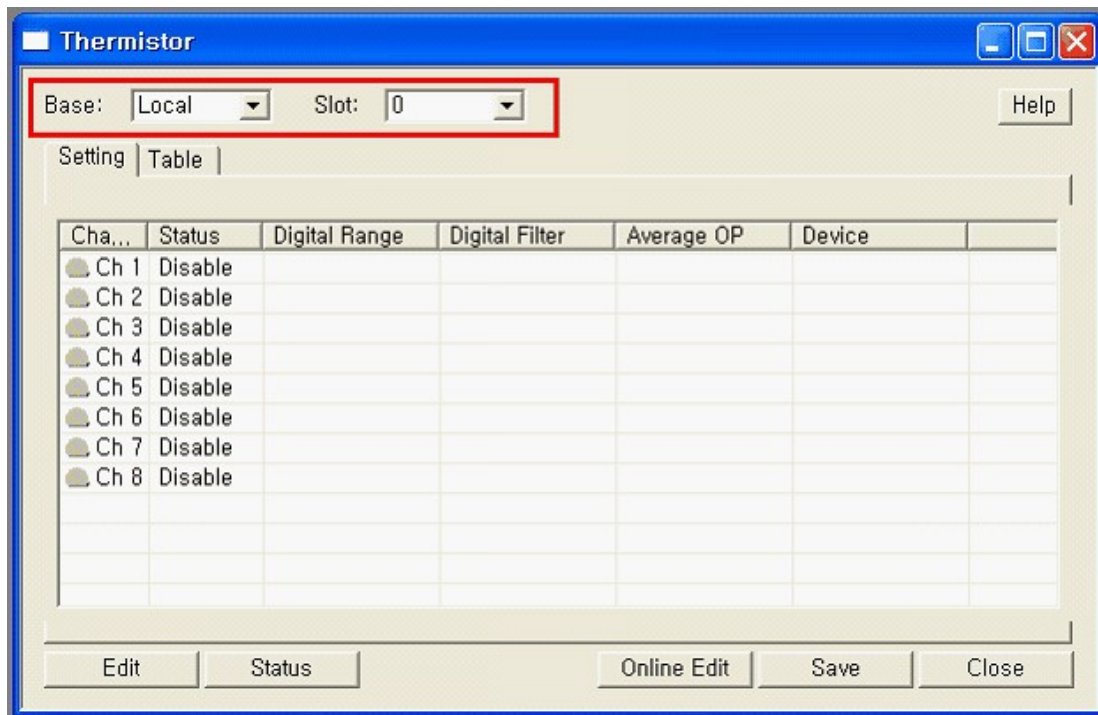 Thermistor
Base: Local Slot: 0 Help
Setting Table
Cha... Status Digital Range Digital Filter Average OP Device
Ch 1 Disable
Ch 2 Disable
Ch 3 Disable
Ch 4 Disable
Ch 5 Disable
Ch 6 Disable
Ch 7 Disable
Ch 8 Disable
Edit Status Online Edit Save Close